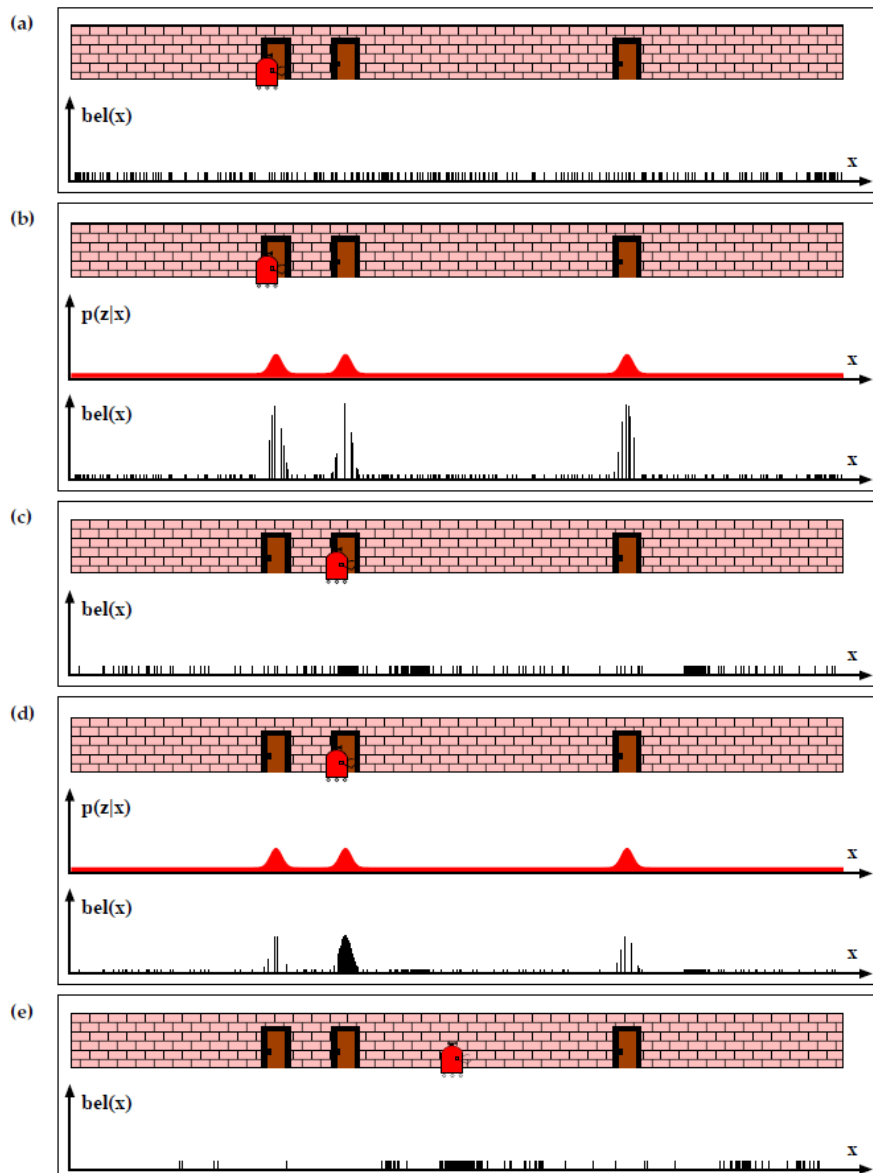 (a)
bel(x)
x
(b)
p(z|x)
x
bel(x)
x
(c)
bel(x)
x
(d)
p(z|x)
x
bel(x)
x
(e)
bel(x)
x